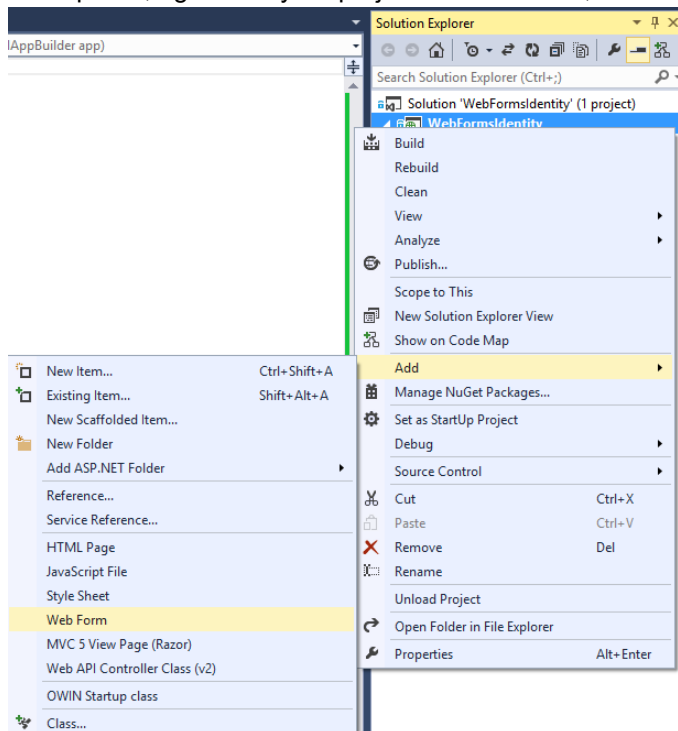 Solution Explorer
IAppBuilder app)
Search Solution Explorer (Ctrl+;)
Solution 'WebFormsIdentity' (1 project)
WebFormsIdentity
Build
Rebuild
Clean
View
Analyze
Publish...
Scope to This
New Solution Explorer View
Show on Code Map
Add
Manage NuGet Packages...
Set as StartUp Project
Debug
Source Control
Cut Ctrl+X
Paste Ctrl+V
Remove Del
Rename
Unload Project
Open Folder in File Explorer
Properties Alt+Enter
New Item... Ctrl+Shift+A
Existing Item... Shift+Alt+A
New Scaffolded Item...
New Folder
Add ASP.NET Folder
Reference...
Service Reference...
HTML Page
JavaScript File
Style Sheet
Web Form
MVC 5 View Page (Razor)
Web API Controller Class (v2)
OWIN Startup class
Class...